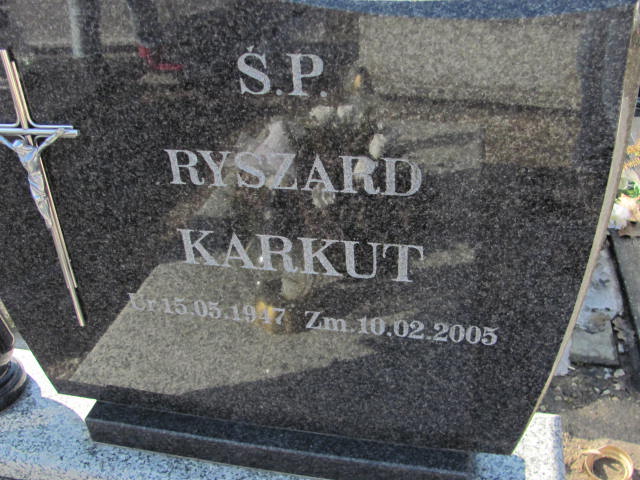 Ś.P.
RYSZARD
KARKUT
Ur.15.05.1947 Zm.10.02.2005